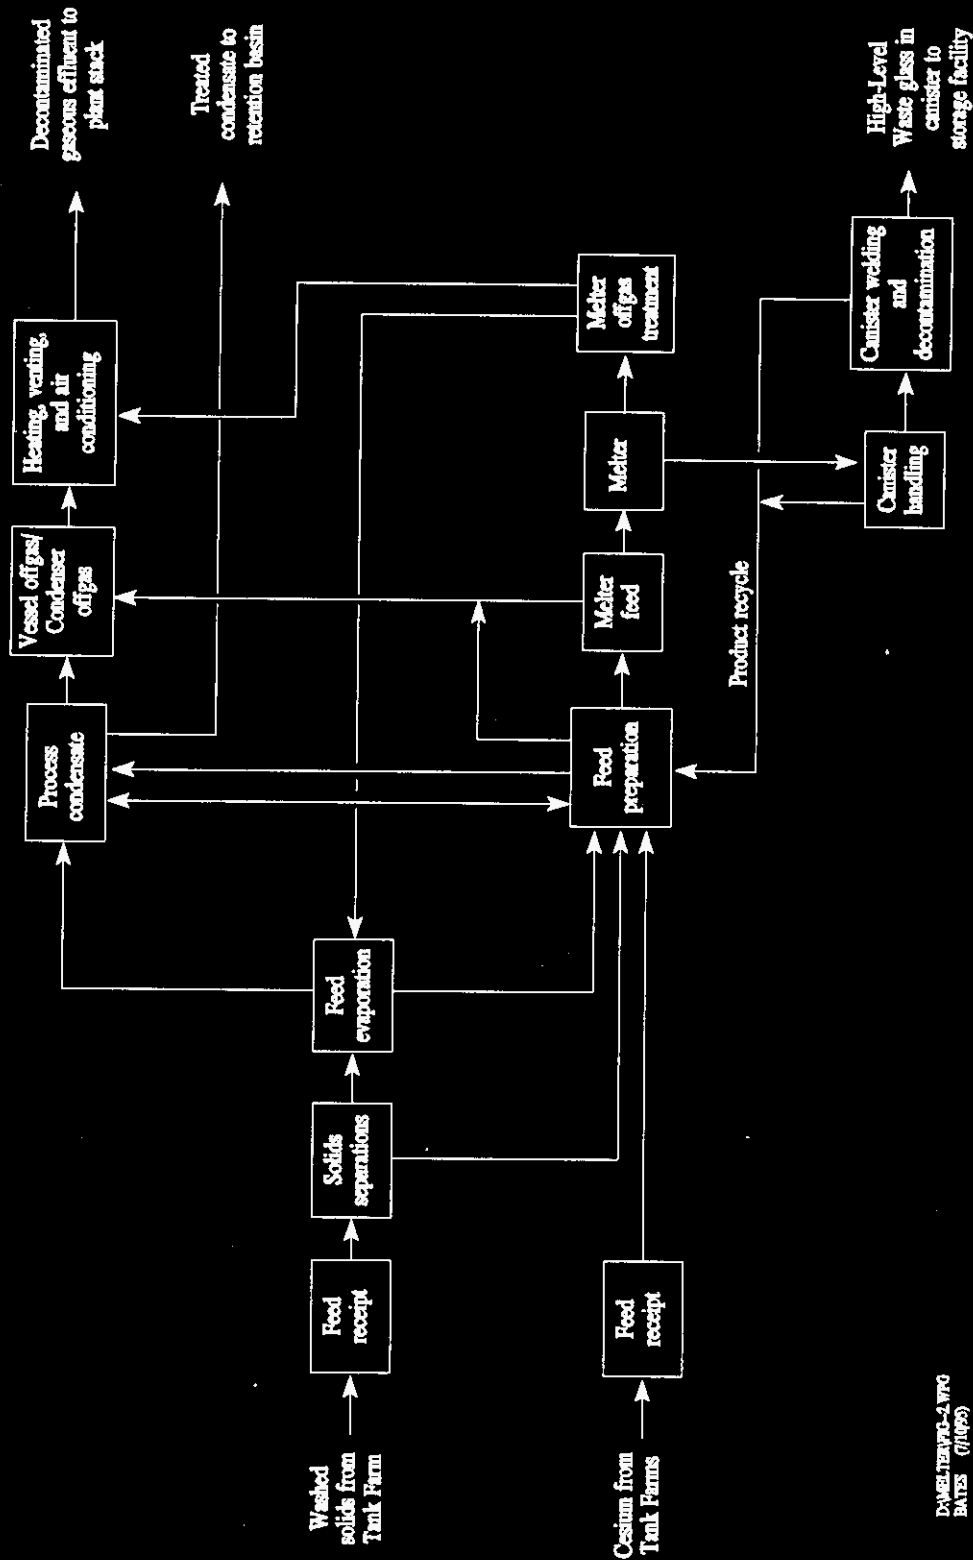 Decontaminated
gaseous effluent to
plant stack
Treated
condensate to
retention basin
High-Level
Waste glass in
canister to
storage facility
Heating, venting,
and air
conditioning
Vessel offgas/
Condenser
offgas
Process
condensate
Melter
offgas
treatment
Melter
Melter
feed
Feed
preparation
Canister welding
and
decontamination
Canister
handling
Product recycle
Feed
evaporation
Solids
separations
Feed
receipt
Feed
receipt
Washed
solids from
Tank Farm
Cesium from
Tank Farms
BATES (7/10/95)